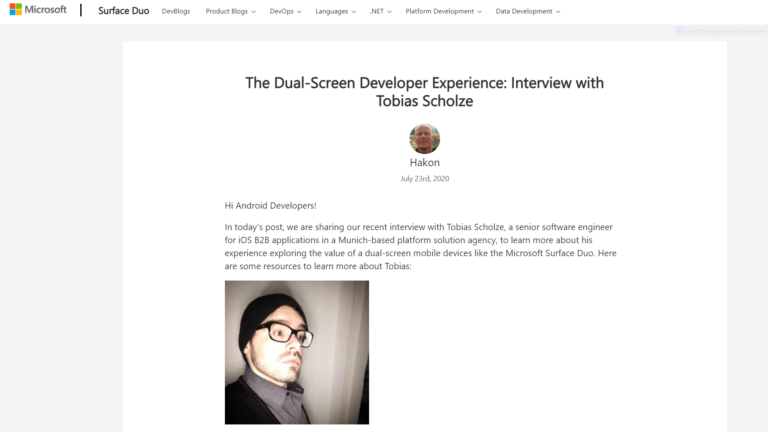 Microsoft Surface Duo DevBlogs Product Blogs DevOps Languages .NET Platform Development Data Development
The Dual-Screen Developer Experience: Interview with
Tobias Scholze
Hakon
July 23rd, 2020
Hi Android Developers!
In today's post, we are sharing our recent interview with Tobias Scholze, a senior software engineer
for iOS B2B applications in a Munich-based platform solution agency, to learn more about his
experience exploring the value of a dual-screen mobile devices like the Microsoft Surface Duo. Here
are some resources to learn more about Tobias: